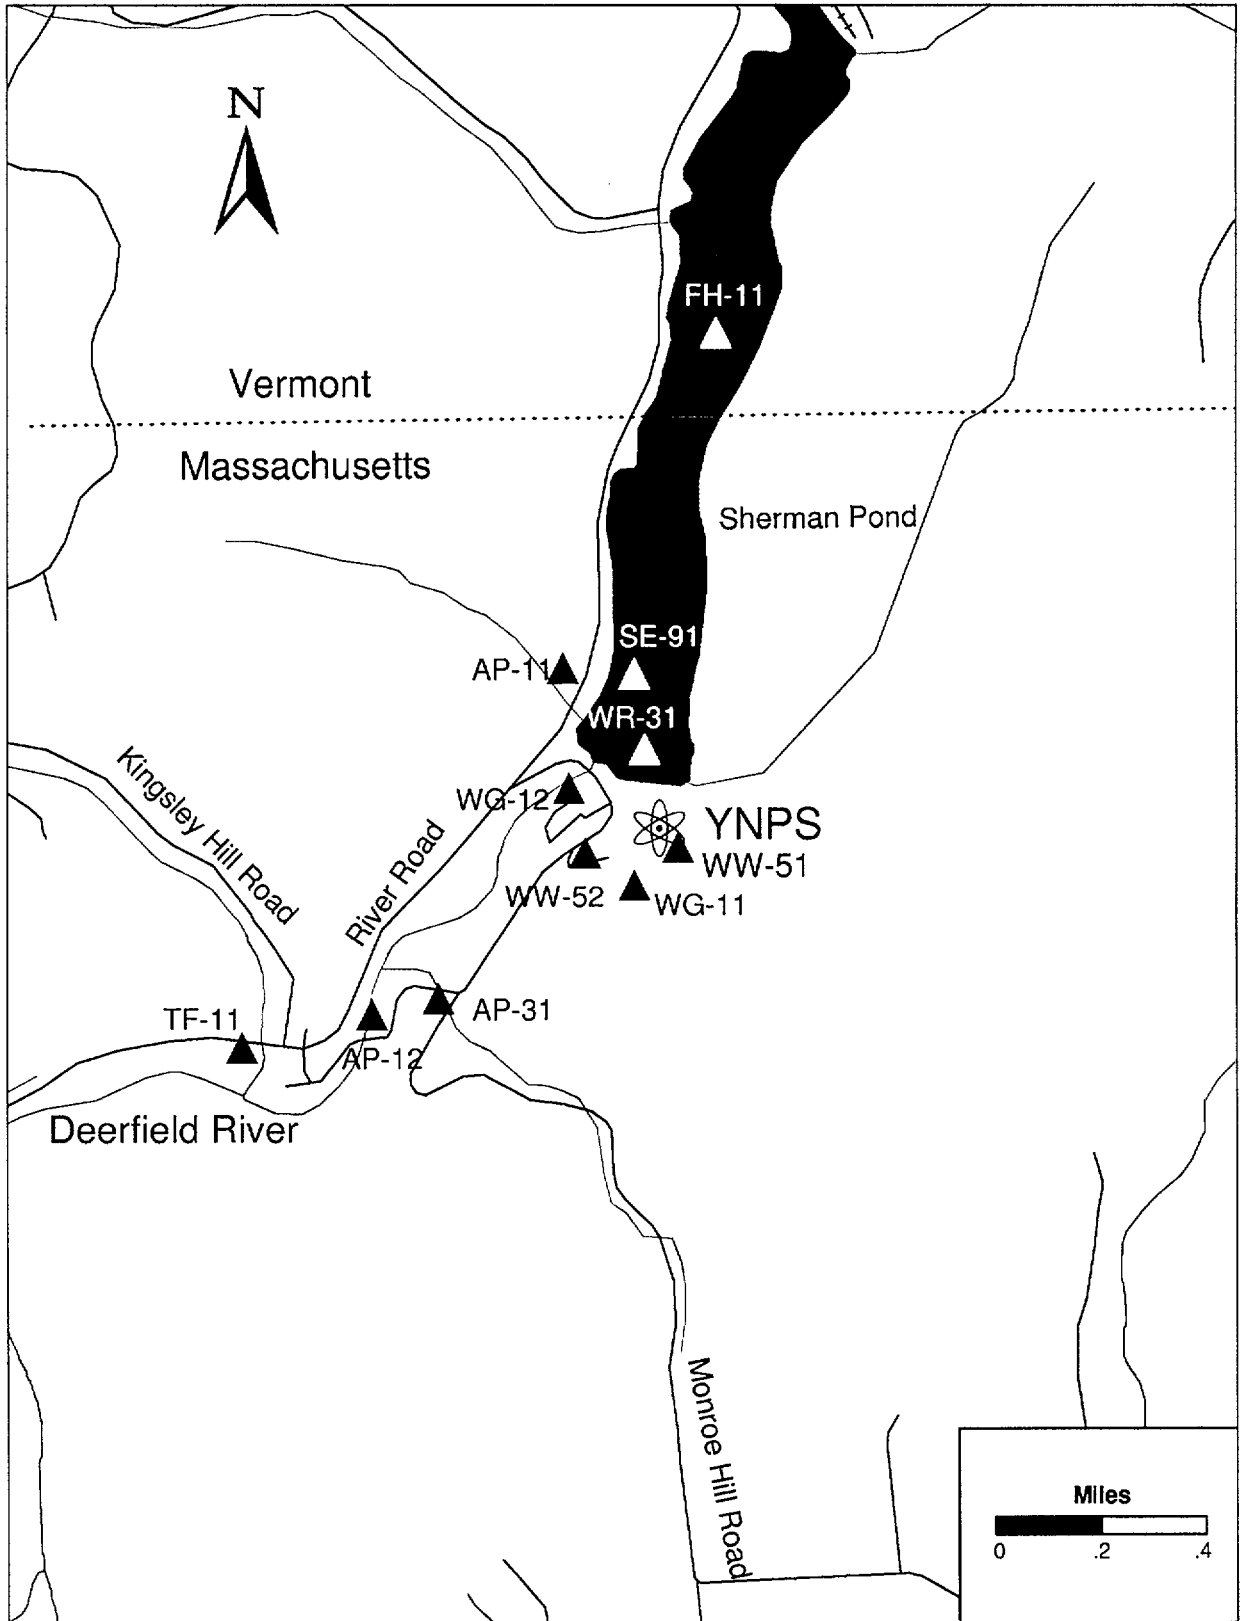 N
FH-11
Vermont
Massachusetts
Sherman Pond
SE-91
AP-11
WR-31
Kingsley Hill Road
WG-12
YNPS
River Road
WW-51
WW-52
WG-11
TF-11
AP-31
AP-12
Deerfield River
Monroe Hill Road
Miles
0 .2 .4